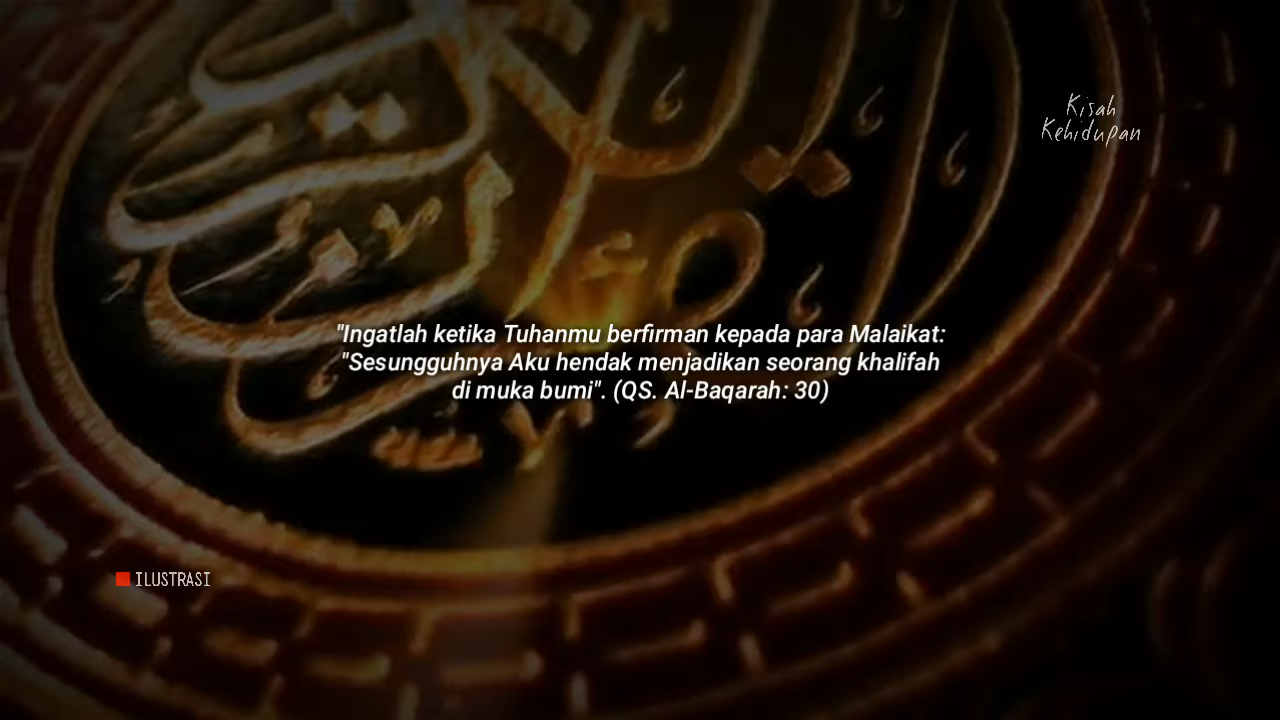 Kisah
Kehidupan
"Ingatlah ketika Tuhanmu berfirman kepada para Malaikat:
"Sesungguhnya Aku hendak menjadikan seorang khalifah
di muka bumi". (QS. Al-Baqarah: 30)
ILUSTRASI